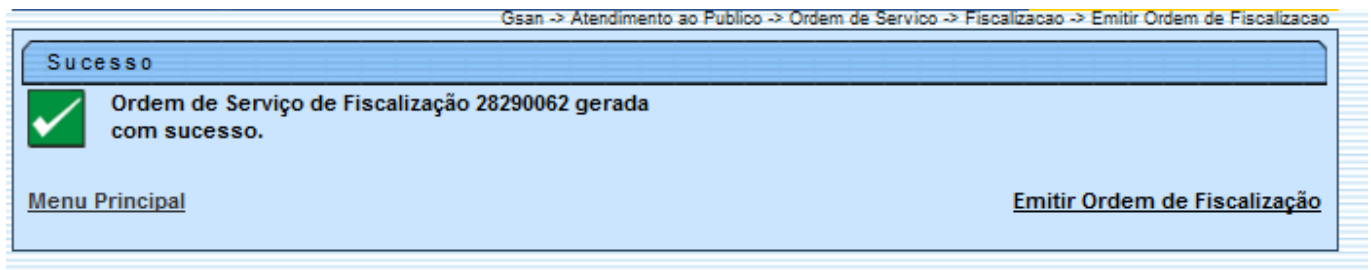 Gsan -> Atendimento ao Publico -> Ordem de Servico -> Fiscalizacao -> Emitir Ordem de Fiscalizacao
Sucesso
Ordem de Serviço de Fiscalização 28290062 gerada
com sucesso.
Menu Principal
Emitir Ordem de Fiscalização